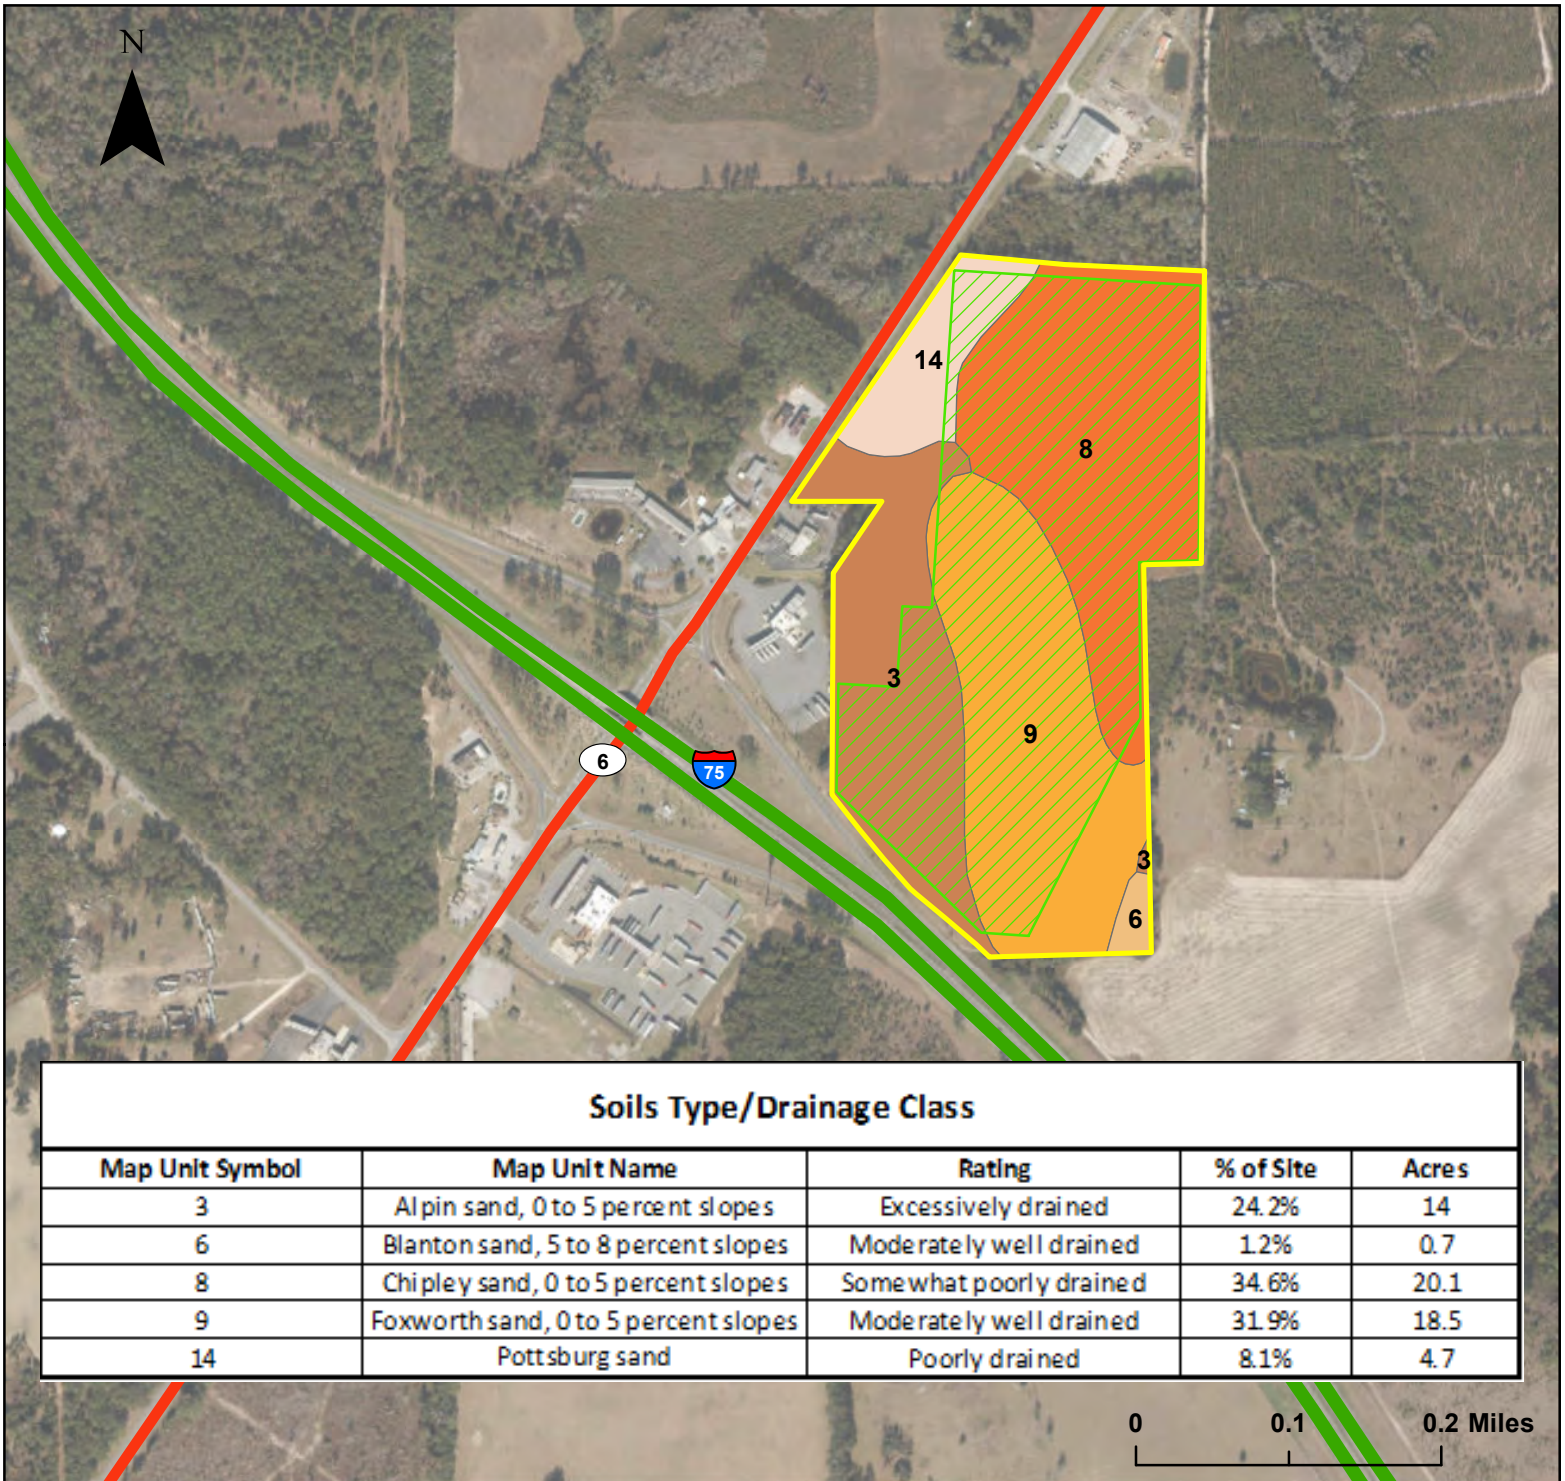 N
14
8
3
9
6
75
3
6
Soils Type/Drainage Class
Map Unit Symbol Map Unit Name Rating % of Site Acres
3 Alpin sand, 0 to 5 percent slopes Excessively drained 24.2% 14
6 Blanton sand, 5 to 8 percent slopes Moderately well drained 1.2% 0.7
8 Chipley sand, 0 to 5 percent slopes Somewhat poorly drained 34.6% 20.1
9 Foxworth sand, 0 to 5 percent slopes Moderately well drained 31.9% 18.5
14 Pottsburg sand Poorly drained 8.1% 4.7
0 0.1 0.2 Miles